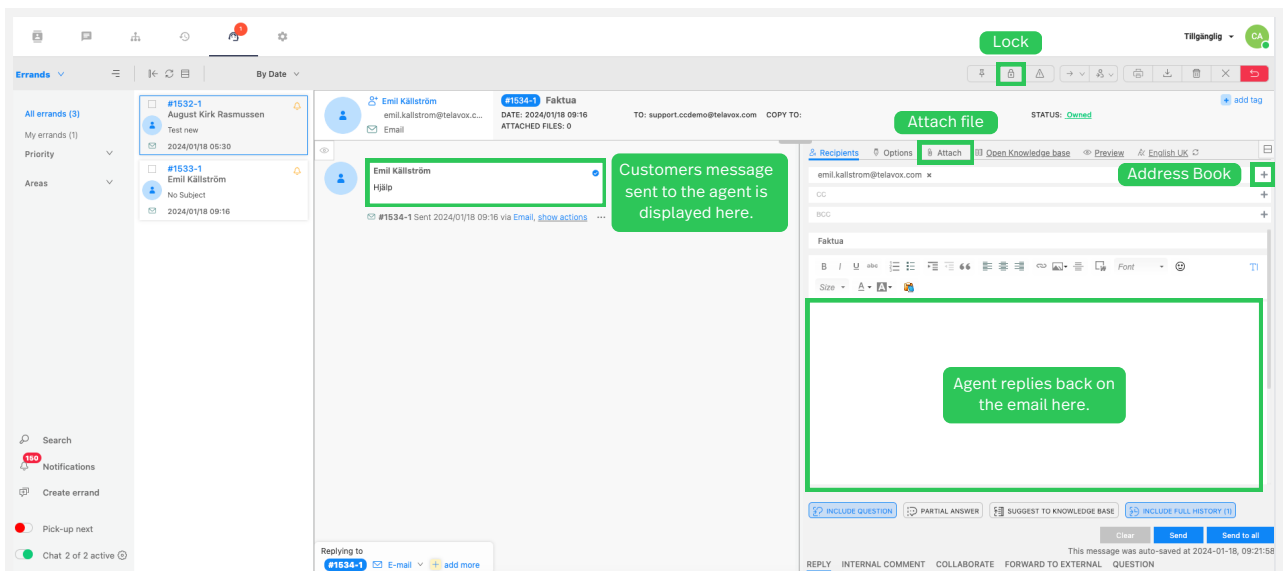 1
Tillgänglig
CA
Lock
Errands
By Date
All errands (3)
My errands (1)
Priority
Areas
#1532-1
August Kirk Rasmussen
Test new
2024/01/18 05:30
#1533-1
Emil Källström
No Subject
2024/01/18 09:16
Emil Källström
emil.kallstrom@telavox.c...
Email
#1534-1 Faktua
DATE: 2024/01/18 09:16
ATTACHED FILES: 0
TO: support.ccdemo@telavox.com COPY TO:
STATUS: Owned
+ add tag
Attach file
Emil Källström
Hjälp
#1534-1 Sent 2024/01/18 09:16 via Email, show actions ...
Customers message
sent to the agent is
displayed here.
Recipients Options Attach Open Knowledge base Preview English UK
emil.kallstrom@telavox.com ×
Address Book +
CC +
BCC +
Faktua
B I U abc Font
Size A A
Agent replies back on
the email here.
INCLUDE QUESTION PARTIAL ANSWER SUGGEST TO KNOWLEDGE BASE INCLUDE FULL HISTORY (1)
Clear Send Send to all
This message was auto-saved at 2024-01-18, 09:21:58
REPLY INTERNAL COMMENT COLLABORATE FORWARD TO EXTERNAL QUESTION
Search
150
Notifications
Create errand
Pick-up next
Chat 2 of 2 active
Replying to
#1534-1 E-mail + add more